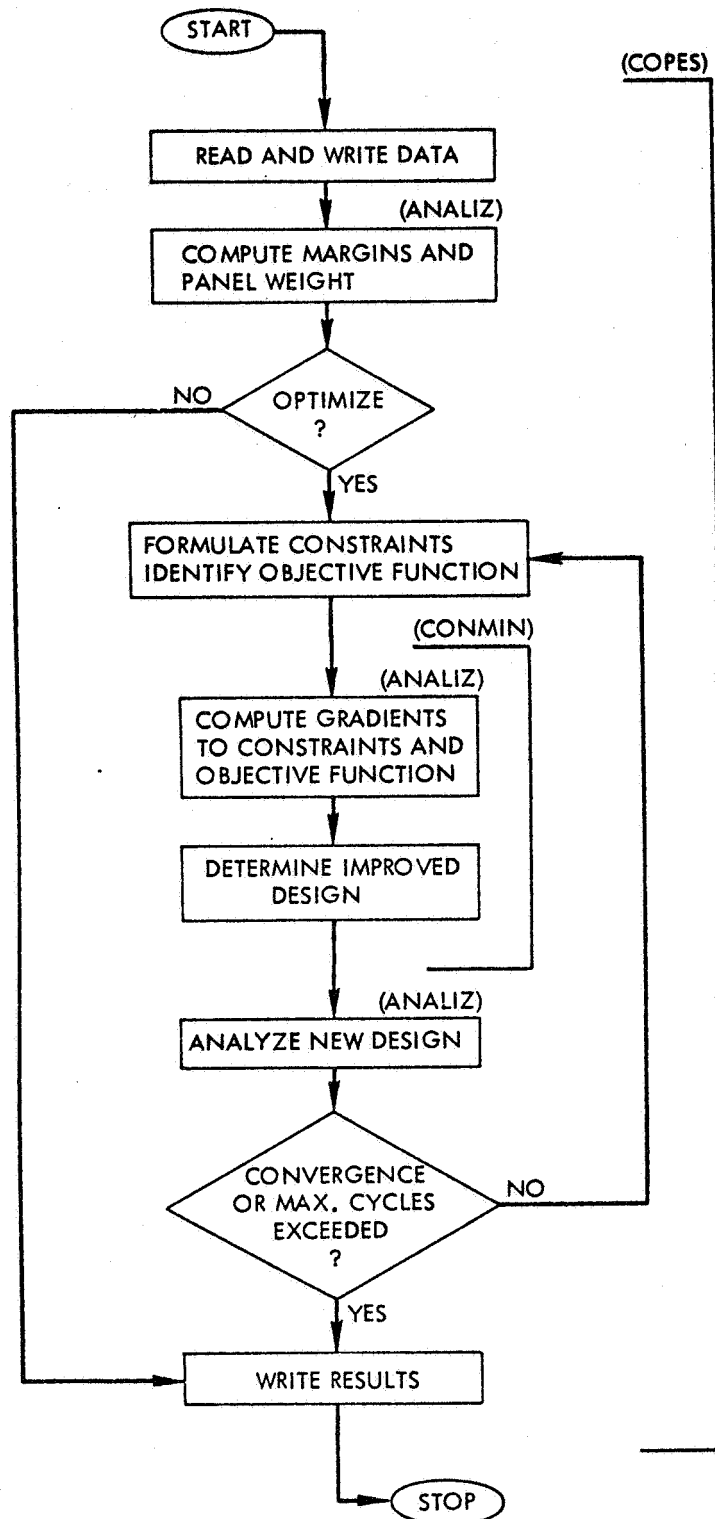 START
(COPES)
READ AND WRITE DATA
(ANALIZ)
COMPUTE MARGINS AND
PANEL WEIGHT
NO
OPTIMIZE
?
YES
FORMULATE CONSTRAINTS
IDENTIFY OBJECTIVE FUNCTION
(CONMIN)
(ANALIZ)
COMPUTE GRADIENTS
TO CONSTRAINTS AND
OBJECTIVE FUNCTION
DETERMINE IMPROVED
DESIGN
(ANALIZ)
ANALYZE NEW DESIGN
CONVERGENCE
OR MAX. CYCLES
EXCEEDED
?
NO
YES
WRITE RESULTS
STOP